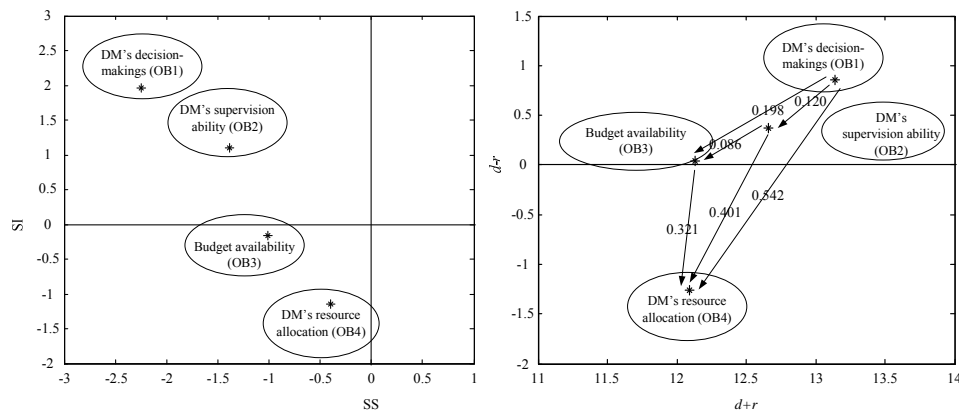 3
2.5
2
1.5
1
0.5
0
-0.5
-1
-1.5
-2
SI
-3
-2.5
-2
-1.5
-1
-0.5
0
0.5
1
SS
DM's decision-
makings (OB1)
DM's supervision
ability (OB2)
Budget availability
(OB3)
DM's resource
allocation (OB4)
1.5
1
0.5
0
-0.5
-1
-1.5
-2
d-r
11
11.5
12
12.5
13
13.5
14
d+r
DM's decision-
makings (OB1)
0.198
0.120
Budget availability
(OB3)
0.086
DM's
supervision ability
(OB2)
0.542
0.401
0.321
DM's resource
allocation (OB4)